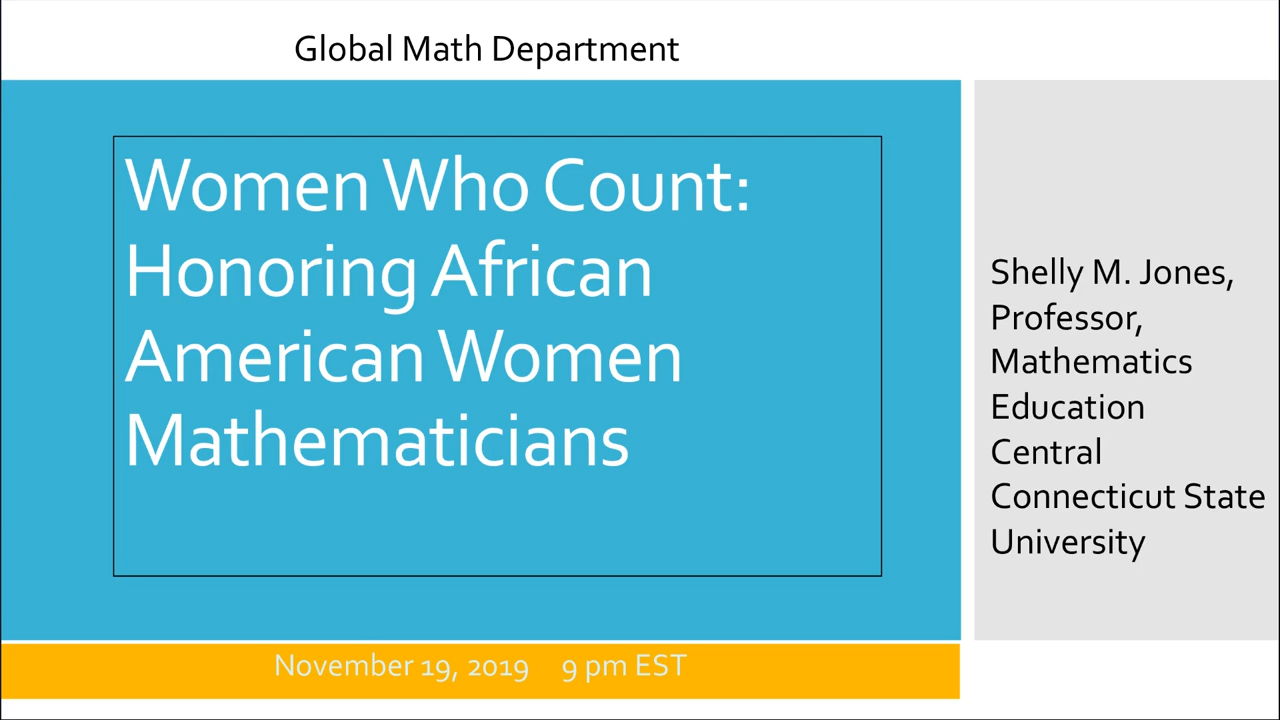 Global Math Department
Women Who Count:
Honoring African
American Women
Mathematicians
Shelly M. Jones,
Professor,
Mathematics
Education
Central
Connecticut State
University
November 19, 2019 9 pm EST